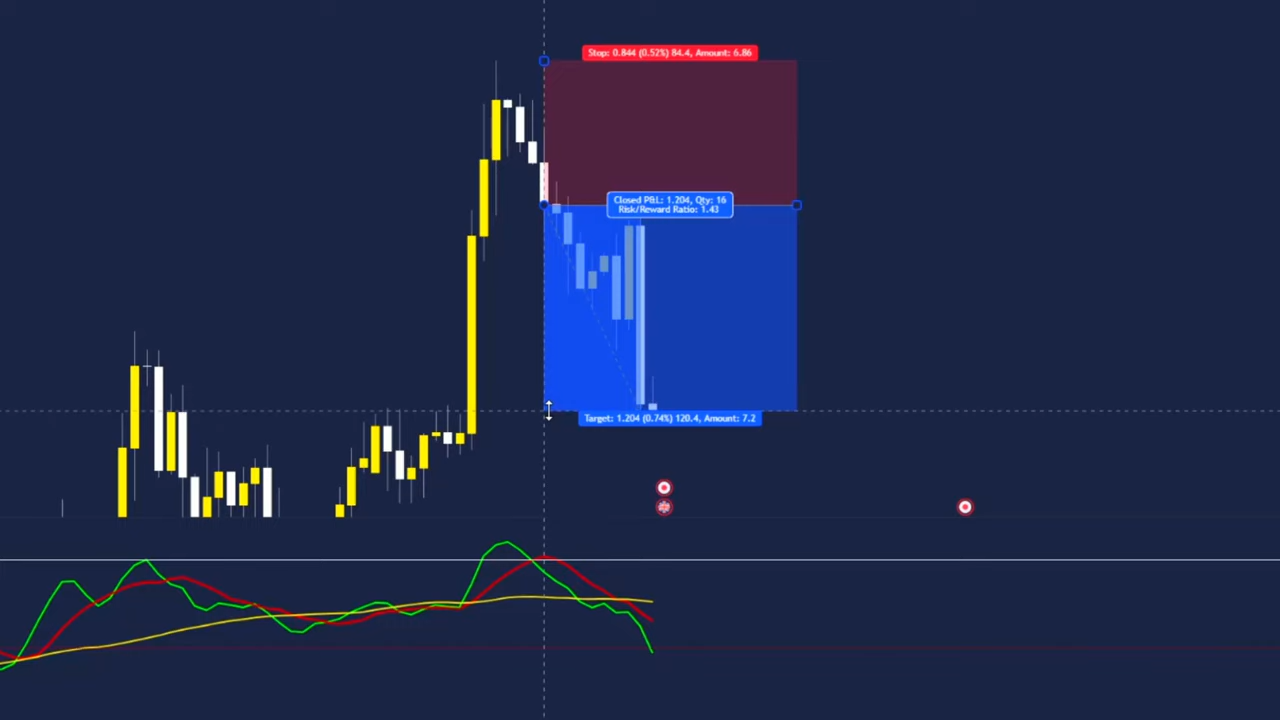 Stop: 0.844 (0.52%) 84.4, Amount: 6.86
Closed P&L: 1.204, Qty: 16
Risk/Reward Ratio: 1.43
Target: 1.204 (0.74%) 120.4, Amount: 7.2